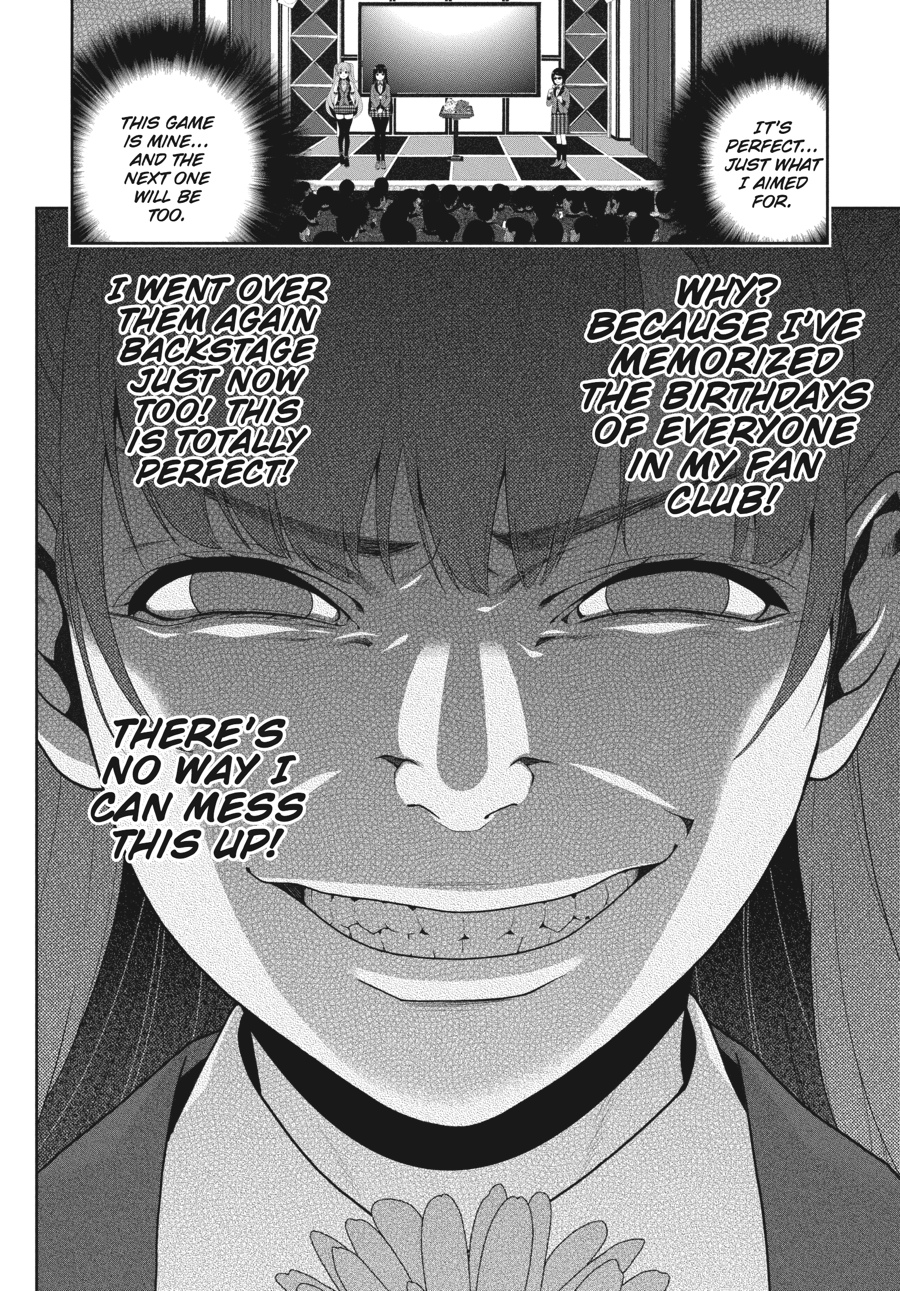 IT'S
PERFECT...
JUST WHAT
I AIMED
FOR.
THIS GAME
IS MINE...
AND THE
NEXT ONE
WILL BE
TOO.
WHY?
BECAUSE I'VE
MEMORIZED
THE BIRTHDAYS
OF EVERYONE
IN MY FAN
CLUB!
I WENT OVER
THEM AGAIN
BACKSTAGE
JUST NOW
TOO! THIS
IS TOTALLY
PERFECT!
THERE'S
NO WAY I
CAN MESS
THIS UP!